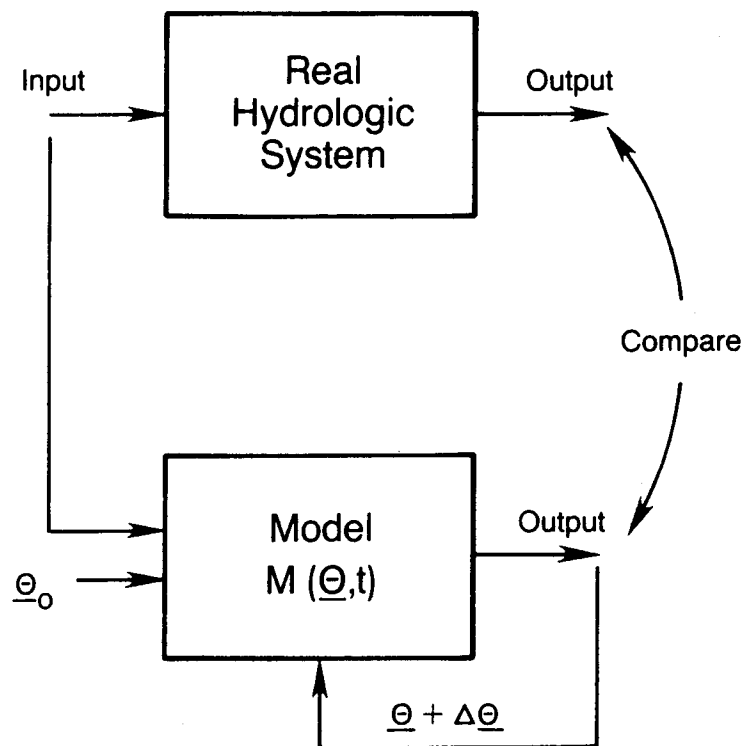 Input
Real
Hydrologic
System
Output
Compare
Model
M (Θ,t)
Output
Θo
Θ + ΔΘ